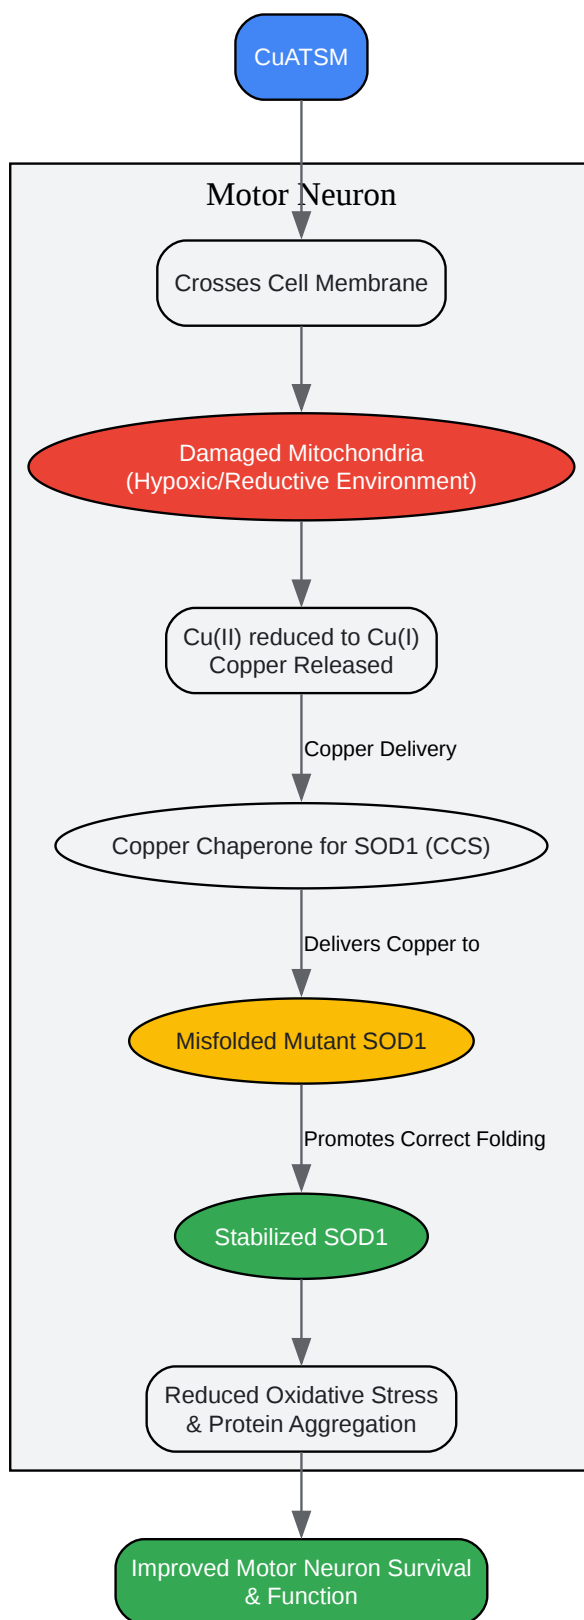 CuATSM
Motor Neuron
Crosses Cell Membrane
Damaged Mitochondria
(Hypoxic/Reductive Environment)
Cu(II) reduced to Cu(I)
Copper Released
Copper Delivery
Copper Chaperone for SOD1 (CCS)
Delivers Copper to
Misfolded Mutant SOD1
Promotes Correct Folding
Stabilized SOD1
Reduced Oxidative Stress
& Protein Aggregation
Improved Motor Neuron Survival
& Function